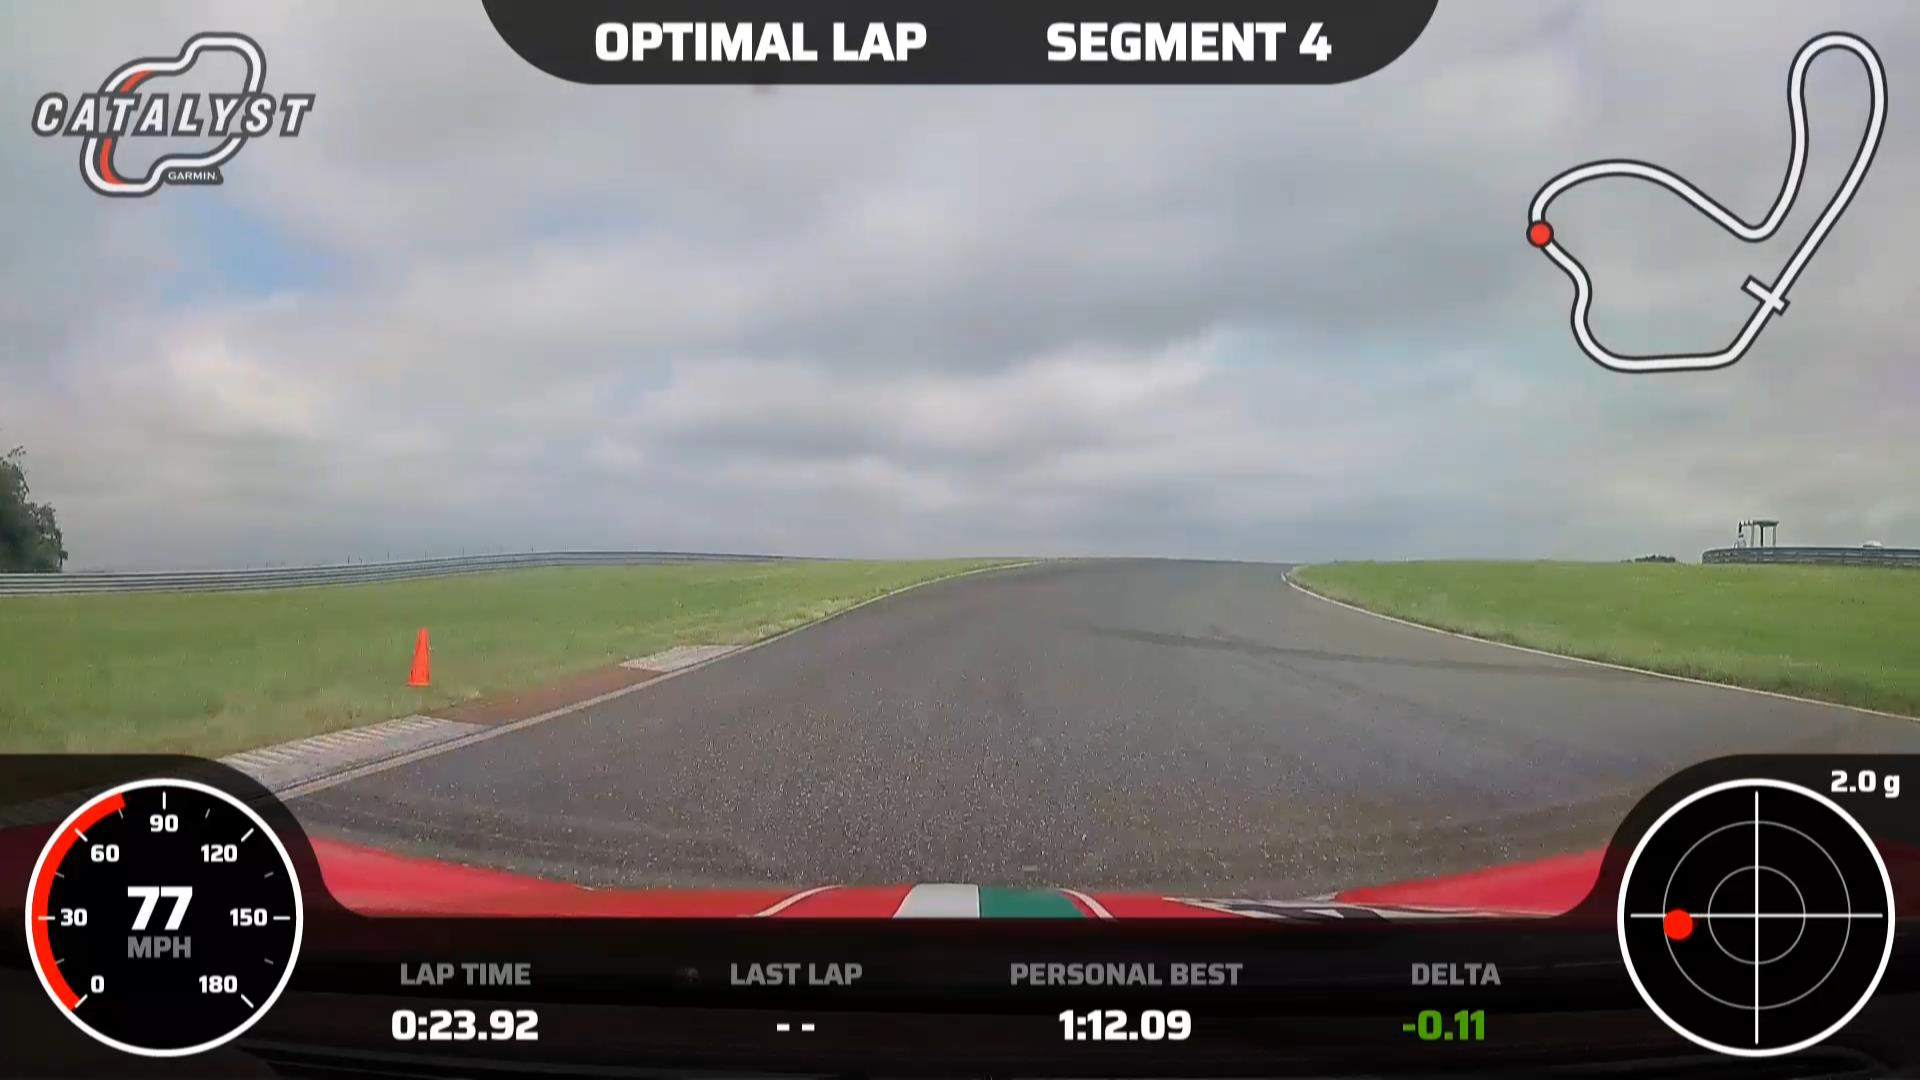 OPTIMAL LAP SEGMENT 4
CATALYST
GARMIN.
2.0 g
90
60 120
30 150
77
MPH
0 180
LAP TIME LAST LAP PERSONAL BEST DELTA
0:23.92 - - 1:12.09 -0.11